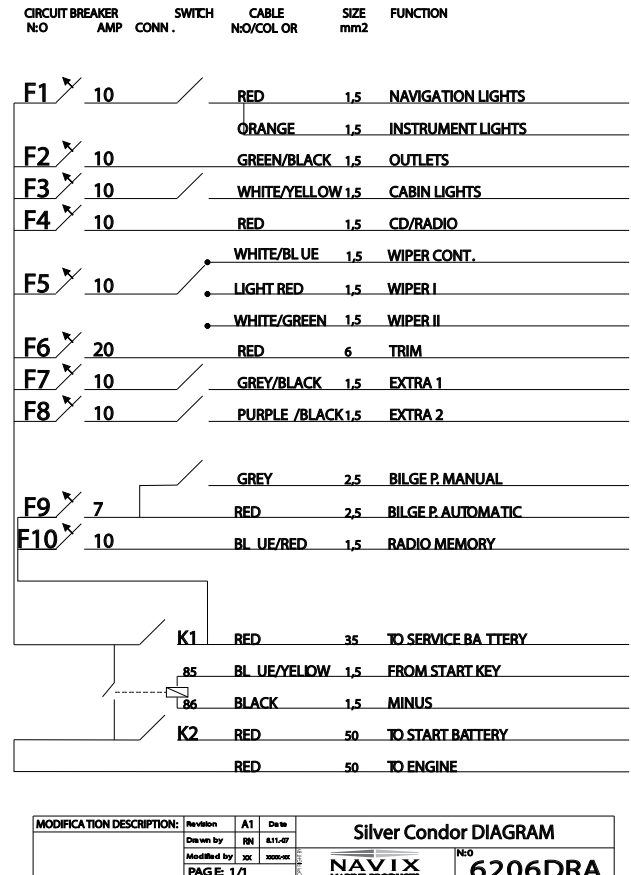 CIRCUIT BREAKER SWITCH CABLE SIZE FUNCTION
N:O AMP CONN . N:O/COL OR mm2
F1 10 RED 1,5 NAVIGATION LIGHTS
ORANGE 1,5 INSTRUMENT LIGHTS
F2 10 GREEN/BLACK 1,5 OUTLETS
F3 10 WHITE/YELLOW 1,5 CABIN LIGHTS
F4 10 RED 1,5 CD/RADIO
WHITE/BL UE 1,5 WIPER CONT.
F5 10 LIGHT RED 1,5 WIPER I
WHITE/GREEN 1,5 WIPER II
F6 20 RED 6 TRIM
F7 10 GREY/BLACK 1,5 EXTRA 1
F8 10 PURPLE /BLACK 1,5 EXTRA 2
GREY 2,5 BILGE P. MANUAL
F9 7 RED 2,5 BILGE P. AUTOMATIC
F10 10 BL UE/RED 1,5 RADIO MEMORY
K1 RED 35 TO SERVICE BA TTERY
85 BL UE/YELLOW 1,5 FROM START KEY
86 BLACK 1,5 MINUS
K2 RED 50 TO START BATTERY
RED 50 TO ENGINE
MODIFICA TION DESCRIPTION: Revision A1 Date Silver Condor DIAGRAM
Drawn by RN 8.11.-07
Modified by XX XXXX-XX
PAGE: 1/1 NAVIX N:O 6206DRA